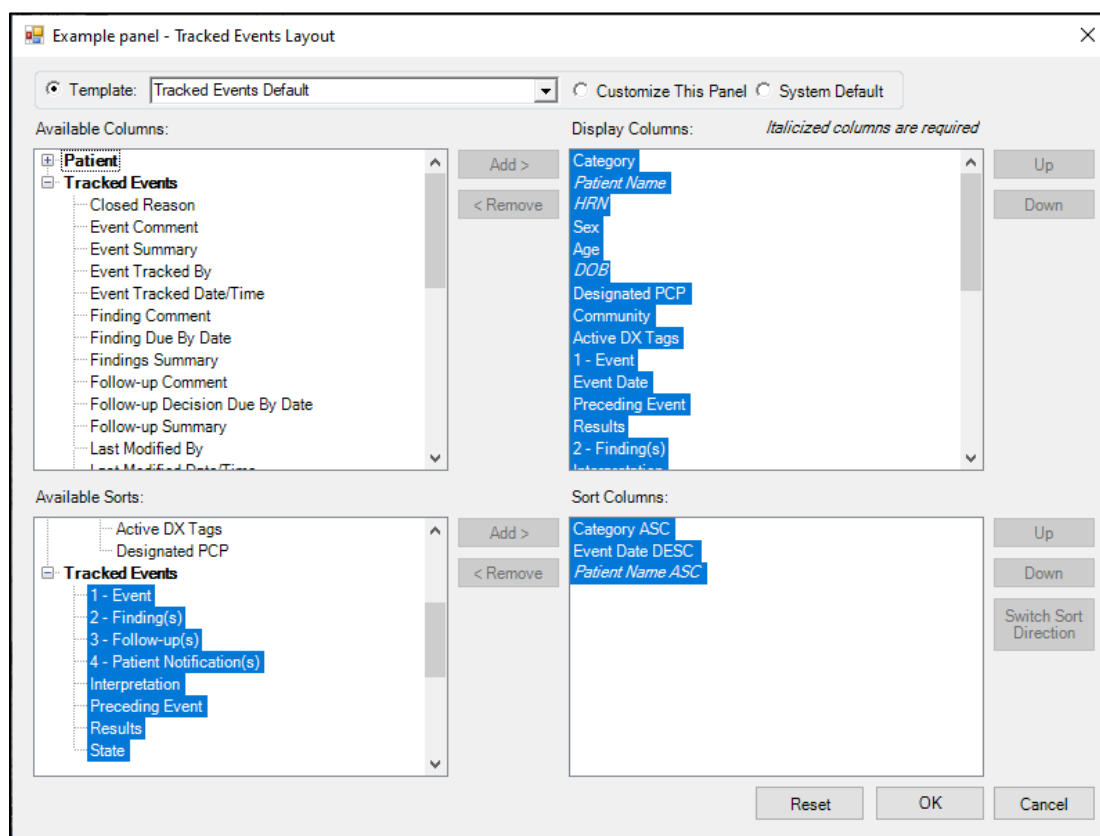 Example panel - Tracked Events Layout
Template: Tracked Events Default Customize This Panel System Default
Available Columns:
Patient
Tracked Events
Closed Reason
Event Comment
Event Summary
Event Tracked By
Event Tracked Date/Time
Finding Comment
Finding Due By Date
Findings Summary
Follow-up Comment
Follow-up Decision Due By Date
Follow-up Summary
Last Modified By
Last Modified Date/Time
Add >
< Remove
Display Columns: Italicized columns are required
Category
Patient Name
HRN
Sex
Age
DOB
Designated PCP
Community
Active DX Tags
1 - Event
Event Date
Preceding Event
Results
2 - Finding(s)
Interpretation
Up
Down
Available Sorts:
Active DX Tags
Designated PCP
Tracked Events
1 - Event
2 - Finding(s)
3 - Follow-up(s)
4 - Patient Notification(s)
Interpretation
Preceding Event
Results
State
Add >
< Remove
Sort Columns:
Category ASC
Event Date DESC
Patient Name ASC
Up
Down
Switch Sort
Direction
Reset OK Cancel